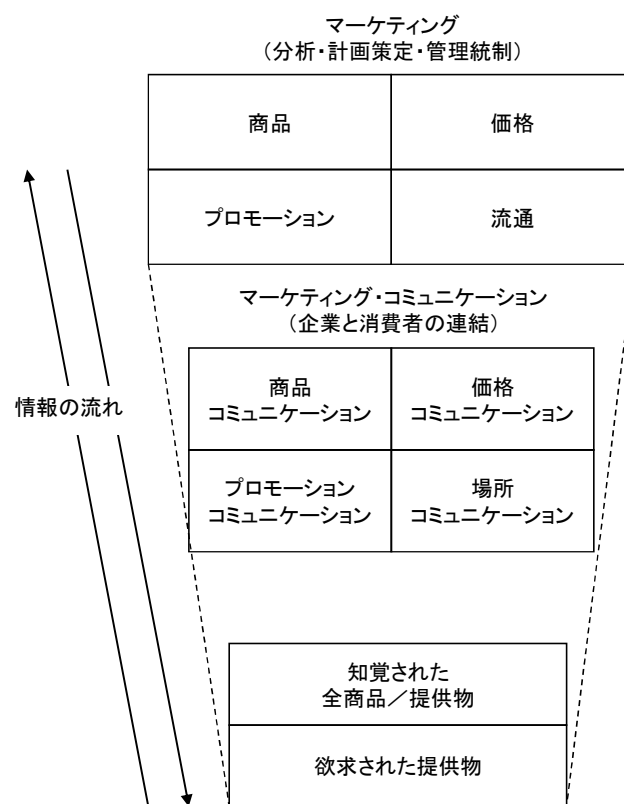 マーケティング
（分析・計画策定・管理統制）
商品
価格
プロモーション
流通
マーケティング・コミュニケーション
（企業と消費者の連結）
商品
コミュニケーション
価格
コミュニケーション
情報の流れ
プロモーション
コミュニケーション
場所
コミュニケーション
知覚された
全商品／提供物
欲求された提供物